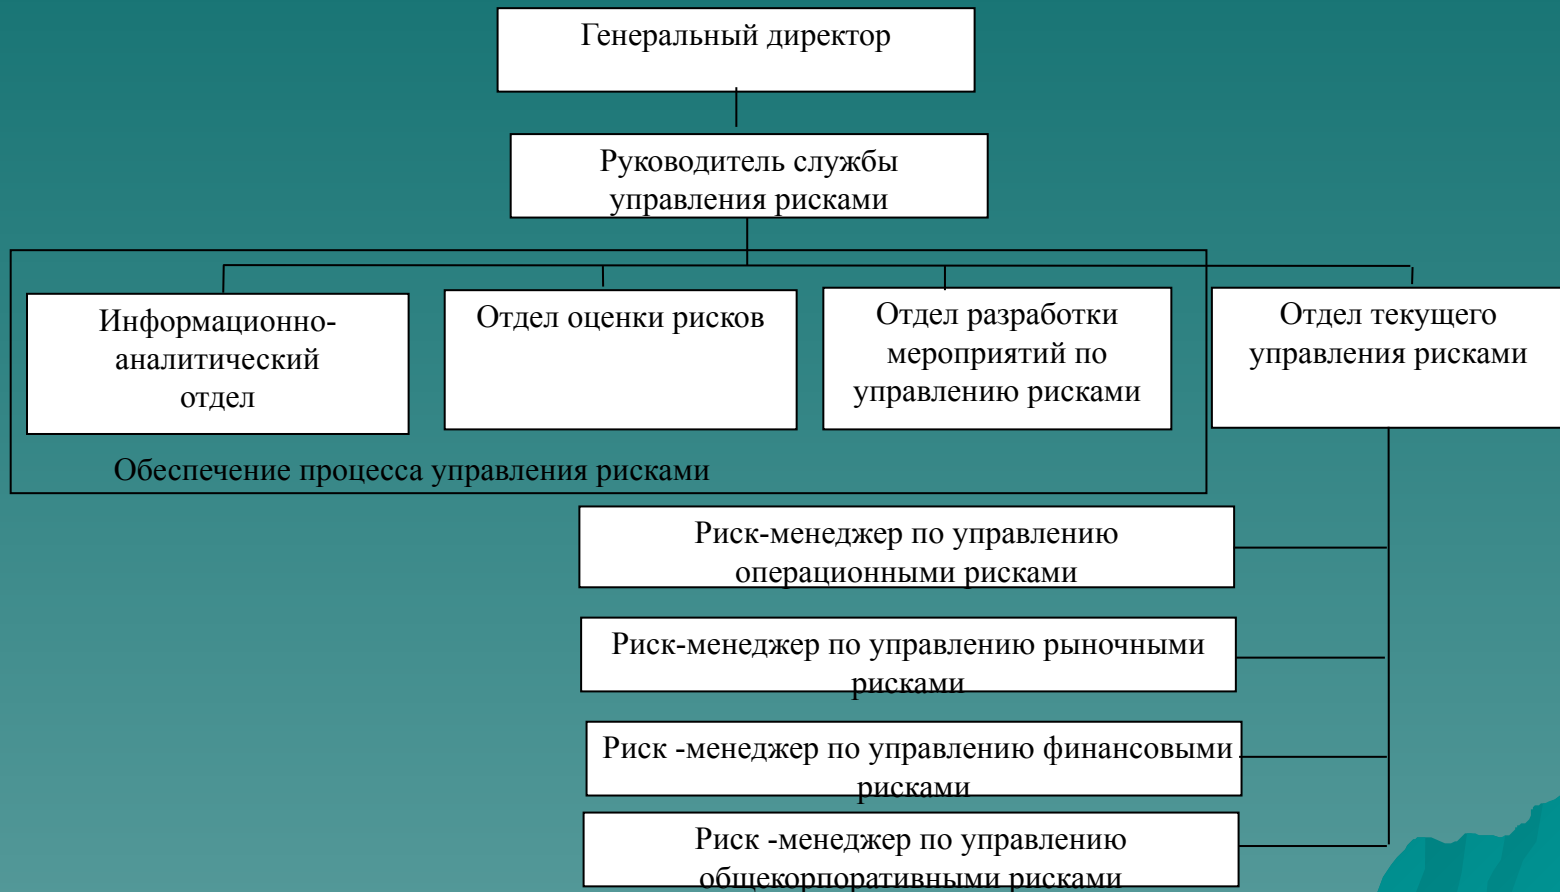 Генеральный директор
Руководитель службы
управления рисками
Информационно-
аналитический
отдел
Отдел оценки рисков
Отдел разработки
мероприятий по
управлению рисками
Отдел текущего
управления рисками
Обеспечение процесса управления рисками
Риск-менеджер по управлению
операционными рисками
Риск-менеджер по управлению рыночными
рисками
Риск -менеджер по управлению финансовыми
рисками
Риск -менеджер по управлению
общекорпоративными рисками